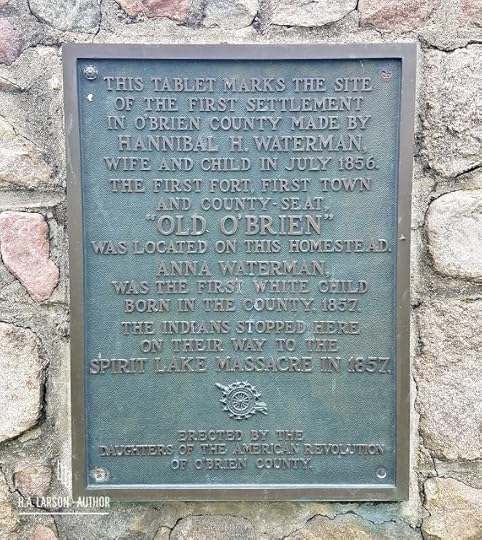 THIS TABLET MARKS THE SITE
OF THE FIRST SETTLEMENT
IN O'BRIEN COUNTY MADE BY
HANNIBAL H. WATERMAN,
WIFE AND CHILD IN JULY 1856.
THE FIRST FORT, FIRST TOWN
AND COUNTY-SEAT,
"OLD O'BRIEN"
WAS LOCATED ON THIS HOMESTEAD.
ANNA WATERMAN,
WAS THE FIRST WHITE CHILD
BORN IN THE COUNTY, 1857.
THE INDIANS STOPPED HERE
ON THEIR WAY TO THE
SPIRIT LAKE MASSACRE IN 1857.
ERECTED BY THE
DAUGHTERS OF THE AMERICAN REVOLUTION
OF O'BRIEN COUNTY.
H.A. LARSON - AUTHOR